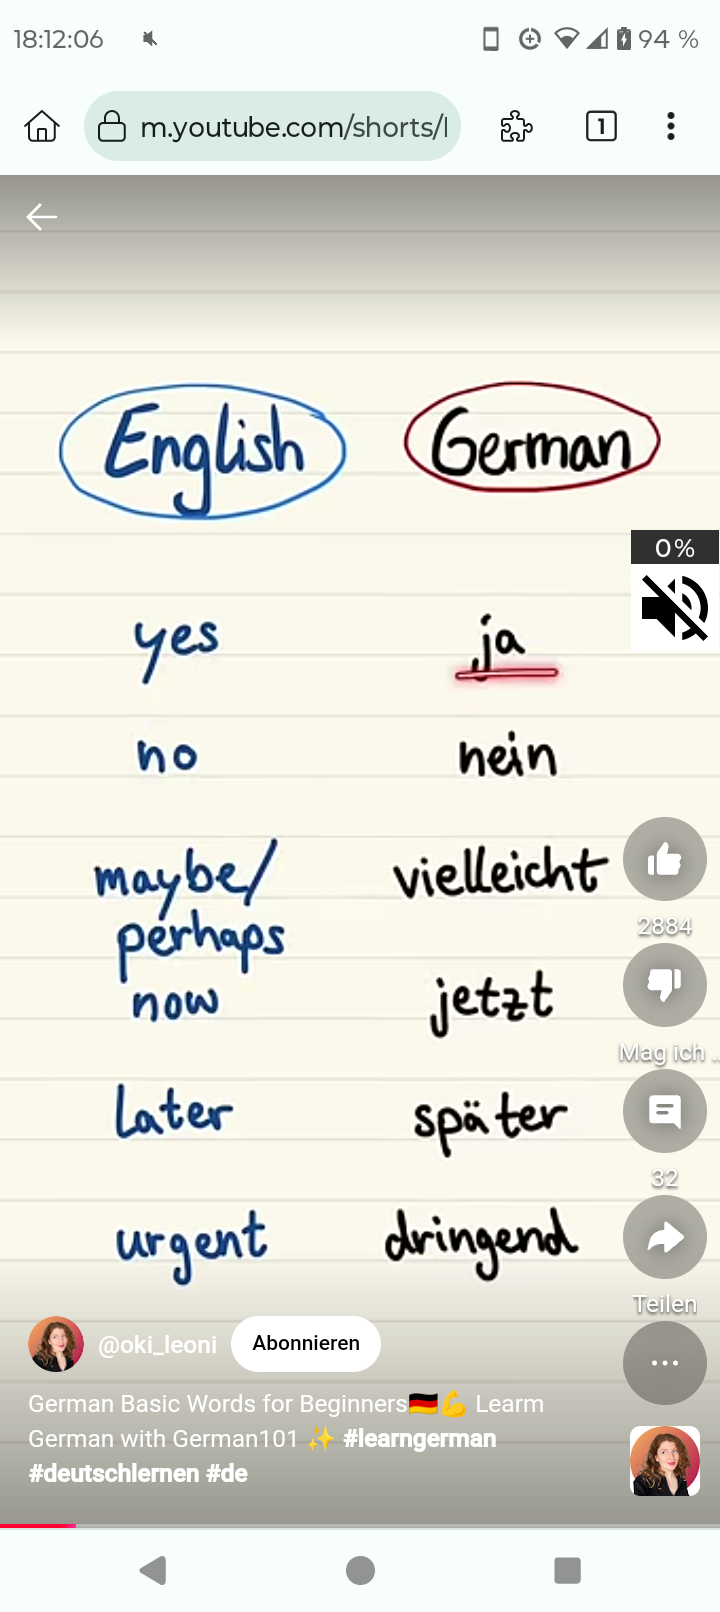 18:12:06
94 %
m.youtube.com/shorts/
1
English German
0%
yes ja
no nein
maybe/ vielleicht
perhaps
now jetzt
later später
urgent dringend
2884
Mag ich ..
32
Teilen
@oki_leoni Abonnieren
German Basic Words for Beginners🇩🇪💪 Learm
German with German101 ✨ #learngerman
#deutschlernen #de